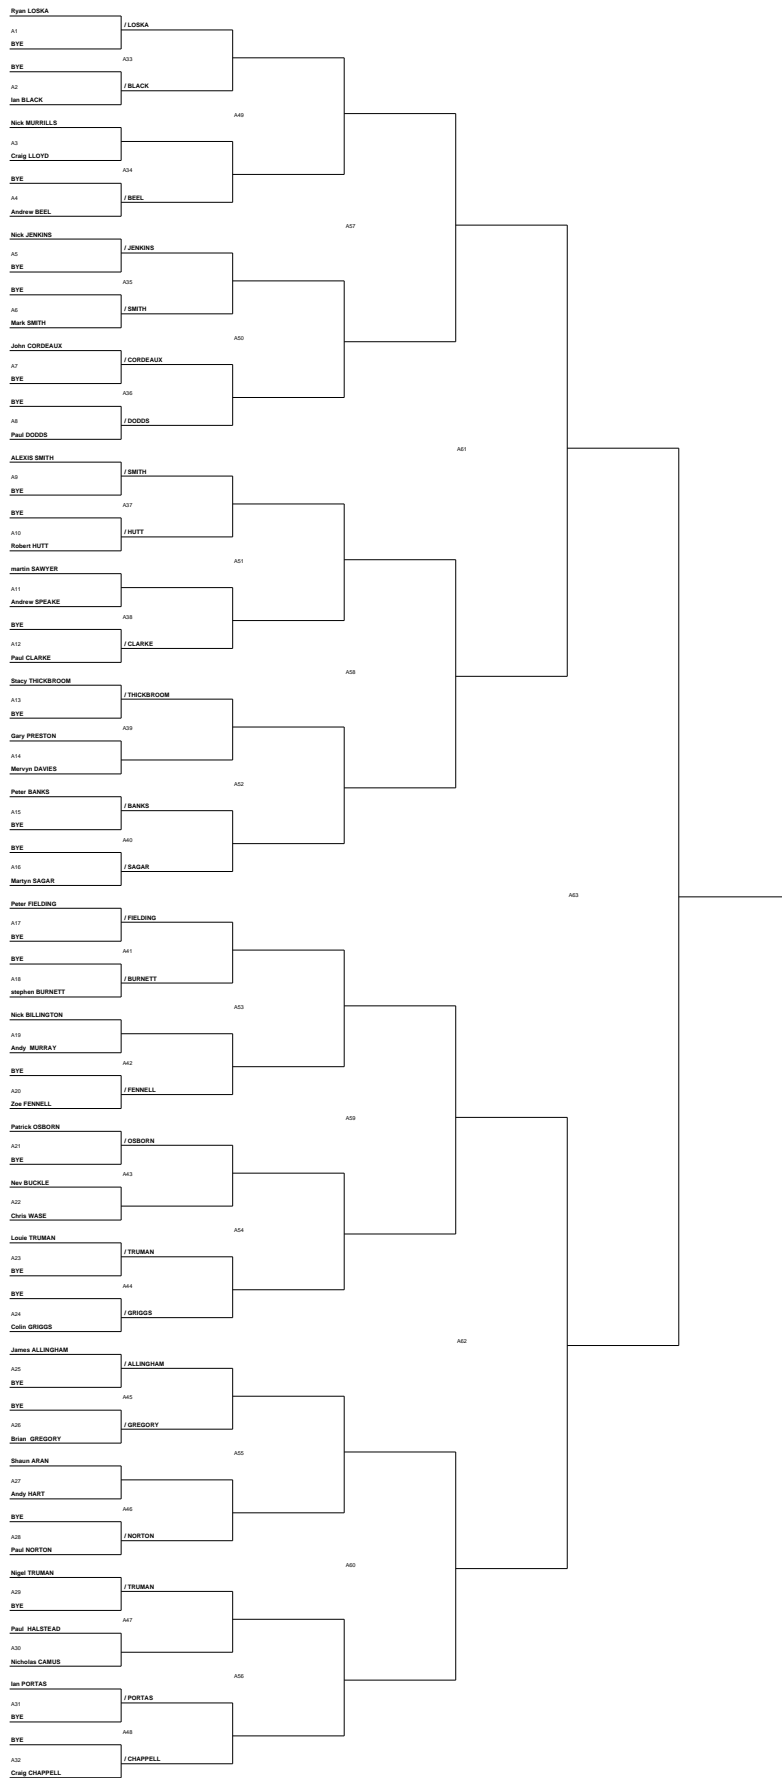 Ryan LOSKA
/ LOSKA
A1
BYE
A33
BYE
/ BLACK
A2
Ian BLACK
A49
Nick MURRILLS
A3
Craig LLOYD
A34
BYE
/ BEEL
A4
Andrew BEEL
A57
Nick JENKINS
/ JENKINS
A5
BYE
A35
BYE
/ SMITH
A6
Mark SMITH
A50
John CORDEAUX
/ CORDEAUX
A7
BYE
A36
BYE
/ DODDS
A8
Paul DODDS
A61
ALEXIS SMITH
/ SMITH
A9
BYE
A37
BYE
/ HUTT
A10
Robert HUTT
A51
martin SAWYER
A11
Andrew SPEAKE
A38
BYE
/ CLARKE
A12
Paul CLARKE
A58
Stacy THICKBROOM
/ THICKBROOM
A13
BYE
A39
Gary PRESTON
A14
Mervyn DAVIES
A52
Peter BANKS
/ BANKS
A15
BYE
A40
BYE
/ SAGAR
A16
Martyn SAGAR
A63
Peter FIELDING
/ FIELDING
A17
BYE
A41
BYE
/ BURNETT
A18
stephen BURNETT
A53
Nick BILLINGTON
A19
Andy MURRAY
A42
BYE
/ FENNELL
A20
Zoe FENNELL
A59
Patrick OSBORN
/ OSBORN
A21
BYE
A43
Nev BUCKLE
A22
Chris WASE
A54
Louie TRUMAN
/ TRUMAN
A23
BYE
A44
BYE
/ GRIGGS
A24
Colin GRIGGS
A62
James ALLINGHAM
/ ALLINGHAM
A25
BYE
A45
BYE
/ GREGORY
A26
Brian GREGORY
A55
Shaun ARAN
A27
Andy HART
A46
BYE
/ NORTON
A28
Paul NORTON
A60
Nigel TRUMAN
/ TRUMAN
A29
BYE
A47
Paul HALSTEAD
A30
Nicholas CAMUS
A56
Ian PORTAS
/ PORTAS
A31
BYE
A48
BYE
/ CHAPPELL
A32
Craig CHAPPELL